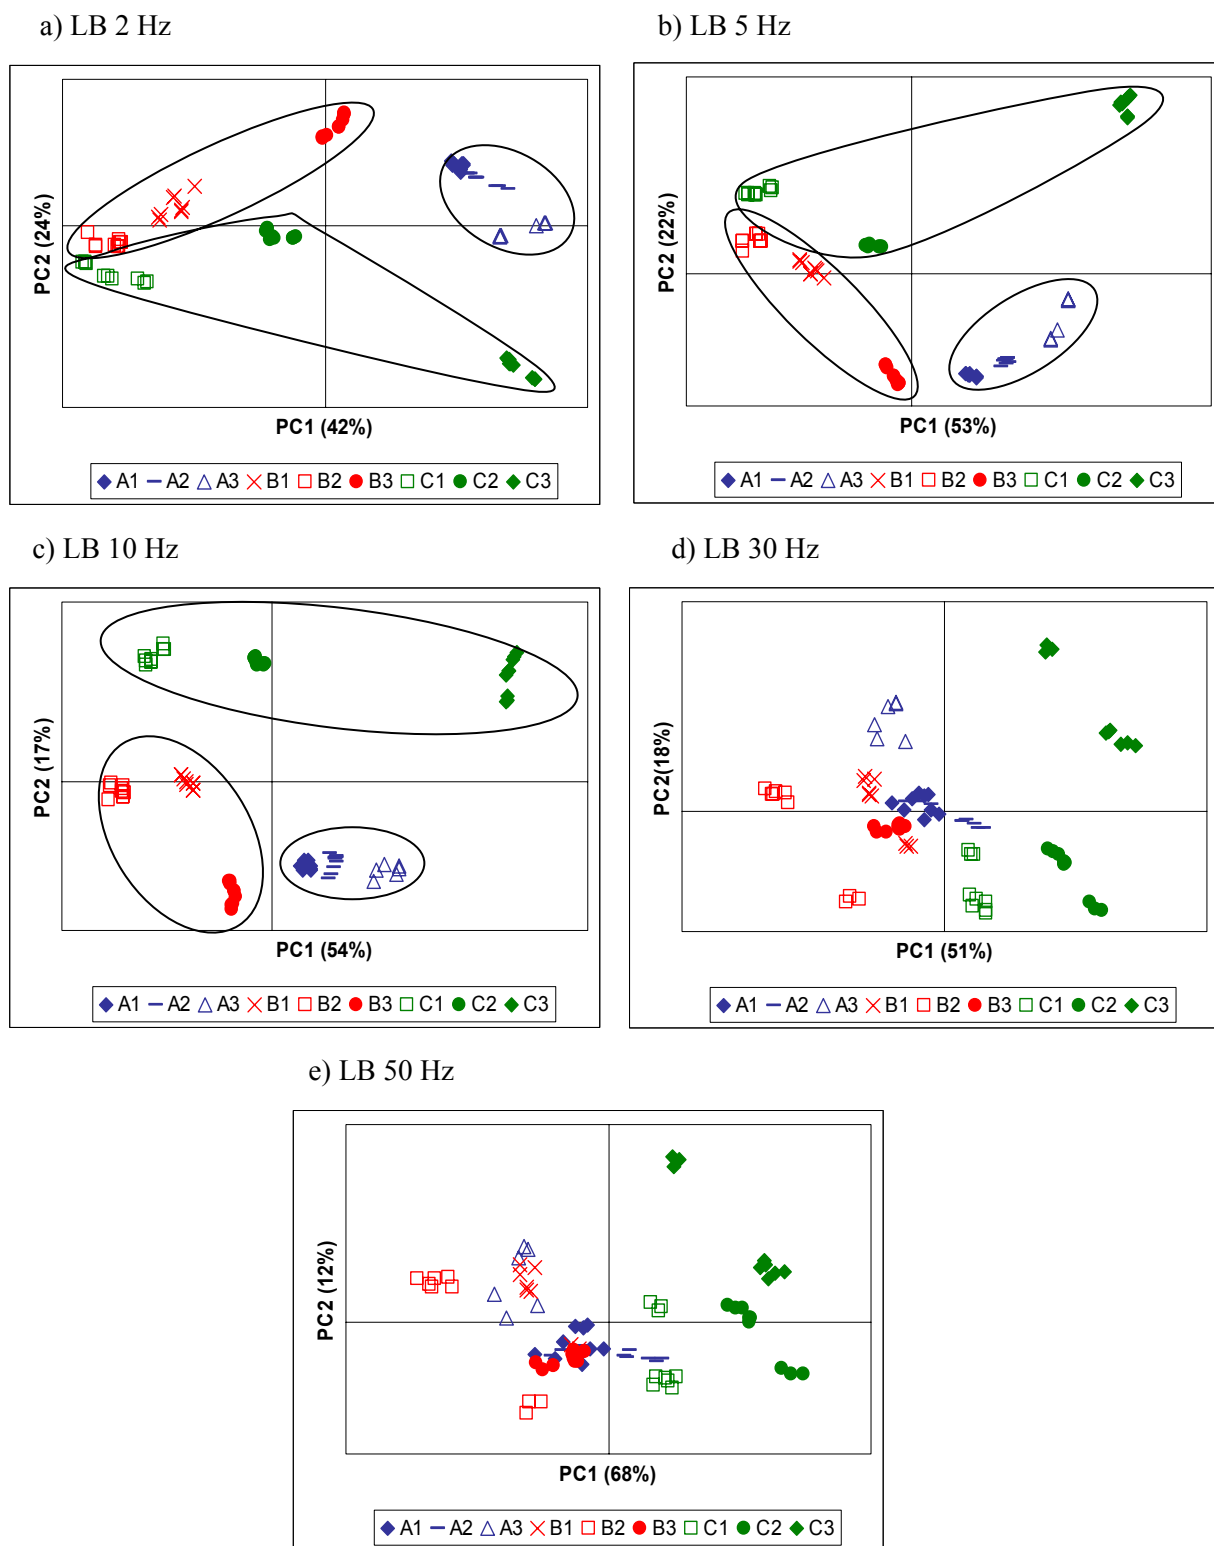 a) LB 2 Hz
b) LB 5 Hz
PC2 (24%)
PC1 (42%)
A1 A2 A3 B1 B2 B3 C1 C2 C3
PC2 (22%)
PC1 (53%)
A1 A2 A3 B1 B2 B3 C1 C2 C3
c) LB 10 Hz
d) LB 30 Hz
PC2 (17%)
PC1 (54%)
A1 A2 A3 B1 B2 B3 C1 C2 C3
PC2(18%)
PC1 (51%)
A1 A2 A3 B1 B2 B3 C1 C2 C3
e) LB 50 Hz
PC2 (12%)
PC1 (68%)
A1 A2 A3 B1 B2 B3 C1 C2 C3